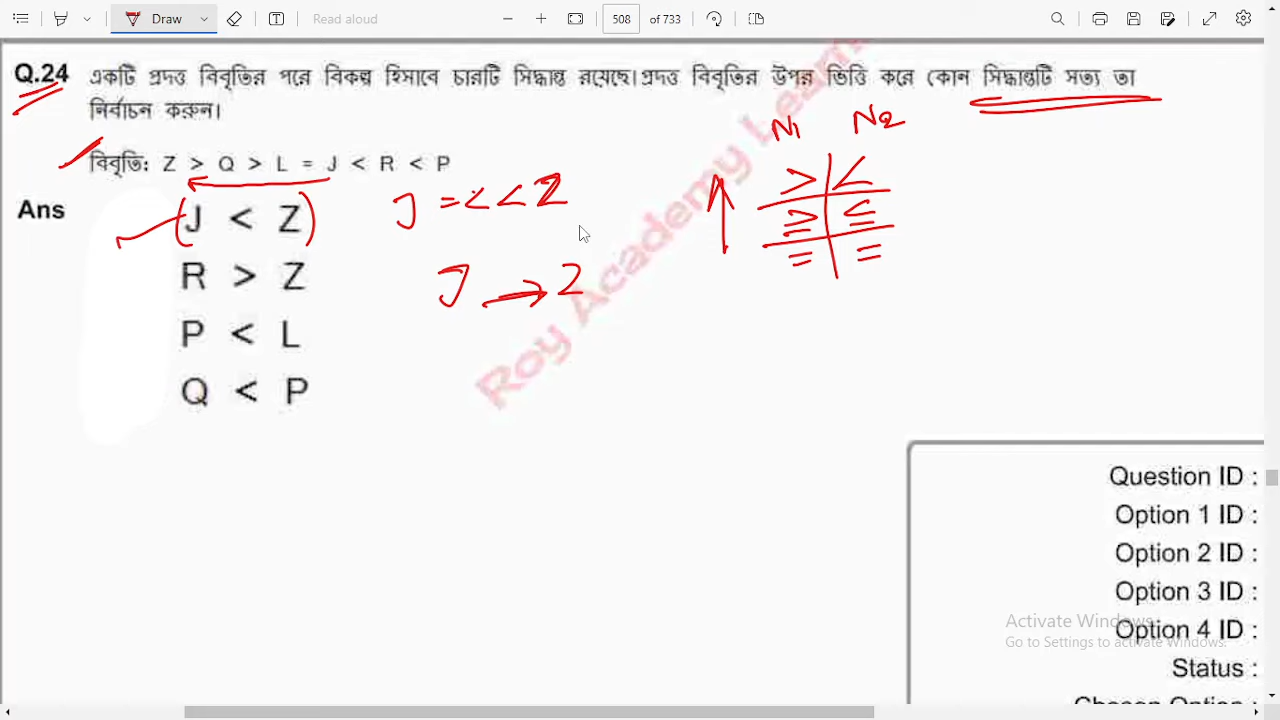 Draw
Read aloud
508 of 733
Q.24 একটি প্রদত্ত বিবৃতির পরে বিকল্প হিসাবে চারটি সিদ্ধান্ত রয়েছে। প্রদত্ত বিবৃতির উপর ভিত্তি করে কোন সিদ্ধান্তটি সত্য তা
নির্বাচন করুন।
N1 N2
বিবৃতি: Z > Q > L = J < R < P
> <
Ans
J < Z
J = < < Z
≥ ≤
= =
R > Z
J → Z
P < L
Q < P
Roy Academy Learn
Question ID :
Option 1 ID :
Option 2 ID :
Option 3 ID :
Option 4 ID :
Activate Windows
Go to Settings to activate Windows.
Status :
Chosen Option :